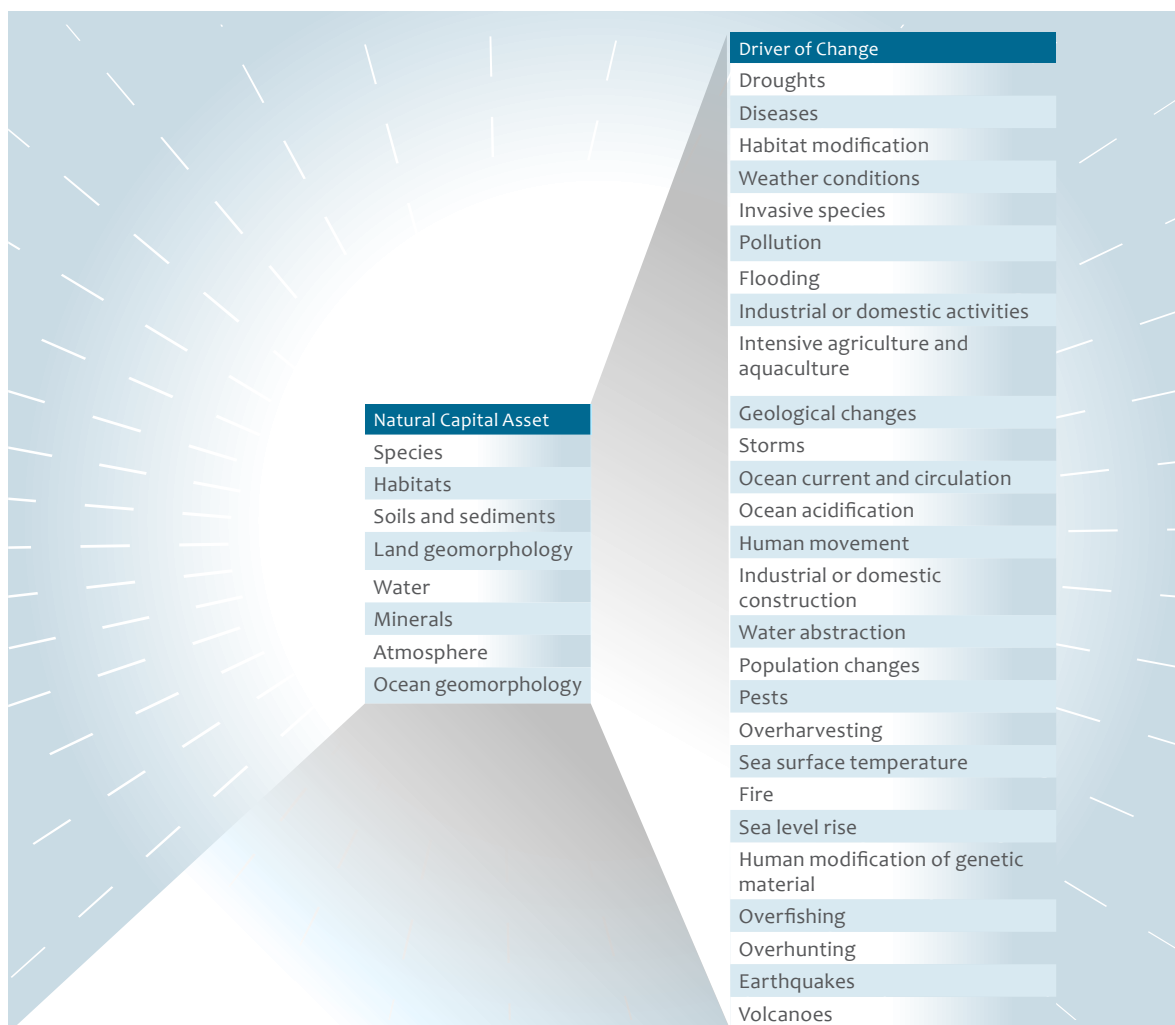 Natural Capital Asset
Species
Habitats
Soils and sediments
Land geomorphology
Water
Minerals
Atmosphere
Ocean geomorphology
Driver of Change
Droughts
Diseases
Habitat modification
Weather conditions
Invasive species
Pollution
Flooding
Industrial or domestic activities
Intensive agriculture and
aquaculture
Geological changes
Storms
Ocean current and circulation
Ocean acidification
Human movement
Industrial or domestic
construction
Water abstraction
Population changes
Pests
Overharvesting
Sea surface temperature
Fire
Sea level rise
Human modification of genetic
material
Overfishing
Overhunting
Earthquakes
Volcanoes